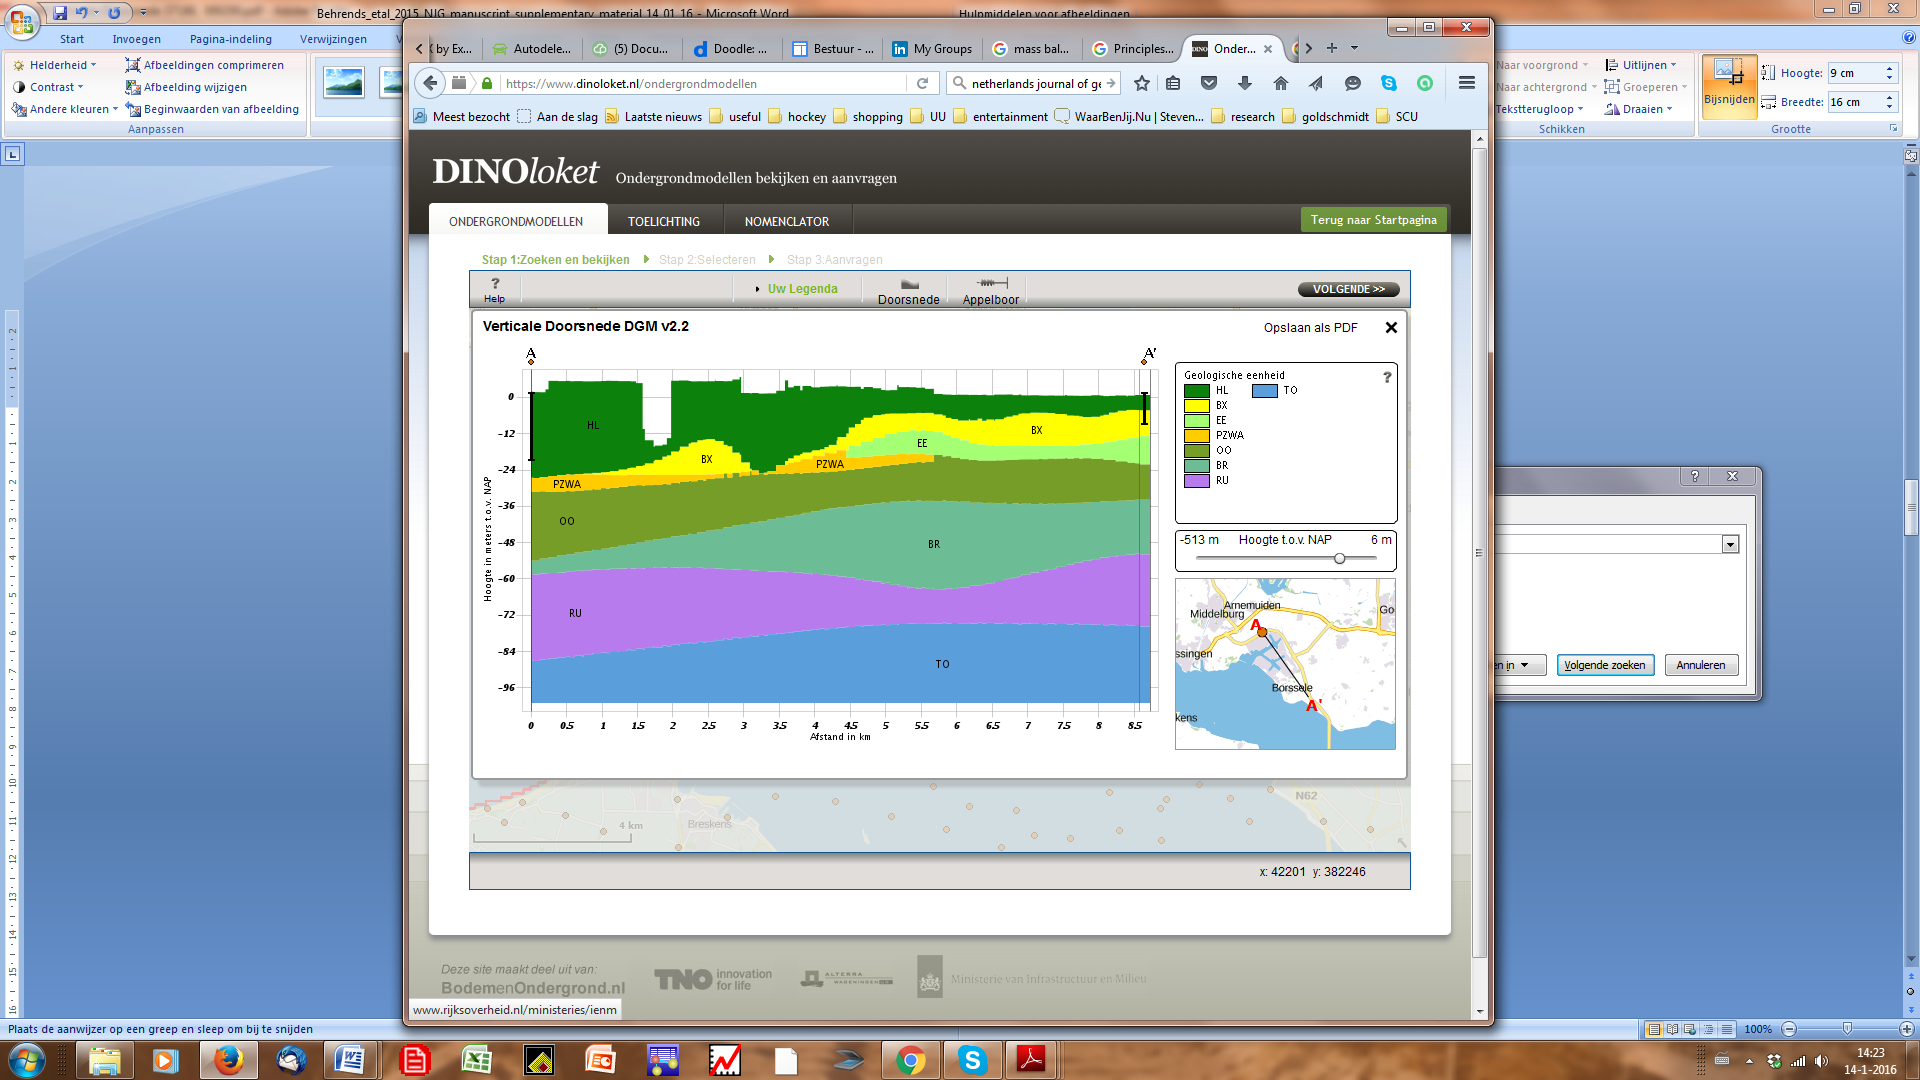 Behrends_etal_2015_NJG_manuscript_supplementary_material_14_01_16 - Microsoft Word
Hulpmiddelen voor afbeeldingen
Start Invoegen Pagina-indeling Verwijzingen
Helderheid
Contrast
Andere kleuren
Afbeeldingen comprimeren
Afbeelding wijzigen
Beginwaarden van afbeelding
Aanpassen
Naar voorgrond
Naar achtergrond
Tekstterugloop
Uitlijnen
Groeperen
Draaien
Schikken
Bijsnijden
Hoogte: 9 cm
Breedte: 16 cm
Grootte
by Ex... Autodele... (5) Docu... Doodle: ... Bestuur - ... My Groups mass bal... Principles... Onder...
https://www.dinoloket.nl/ondergrondmodellen
netherlands journal of ge
Meest bezocht Aan de slag Laatste nieuws useful hockey shopping UU entertainment WaarBenJij.Nu | Steven... research goldschmidt SCU
DINOloket Ondergrondmodellen bekijken en aanvragen
ONDERGRONDMODELLEN TOELICHTING NOMENCLATOR Terug naar Startpagina
Stap 1:Zoeken en bekijken Stap 2:Selecteren Stap 3:Aanvragen
? Help Uw Legenda Doorsnede Appelboor VOLGENDE >>
Verticale Doorsnede DGM v2.2 Opslaan als PDF
A A'
Hoogte in meters t.o.v. NAP
0
-12
-24
-36
-48
-60
-72
-84
-96
HL
BX
BX
EE
PZWA
PZWA
OO
BR
RU
TO
0 0.5 1 1.5 2 2.5 3 3.5 4 4.5 5 5.5 6 6.5 7 7.5 8 8.5
Afstand in km
Geologische eenheid ?
HL TO
BX
EE
PZWA
OO
BR
RU
-513 m Hoogte t.o.v. NAP 6 m
Arnemuiden
Middelburg
Go
A
ssingen
Borssele
A'
kens
4 km
Breskens
N62
x: 42201 y: 382246
Deze site maakt deel uit van:
BodemenOndergrond.nl
TNO innovation for life
ALTERRA
WAGENINGEN UR
Ministerie van Infrastructuur en Milieu
www.rijksoverheid.nl/ministeries/ienm
en in Volgende zoeken Annuleren
Plaats de aanwijzer op een greep en sleep om bij te snijden
100%
14:23
14-1-2016